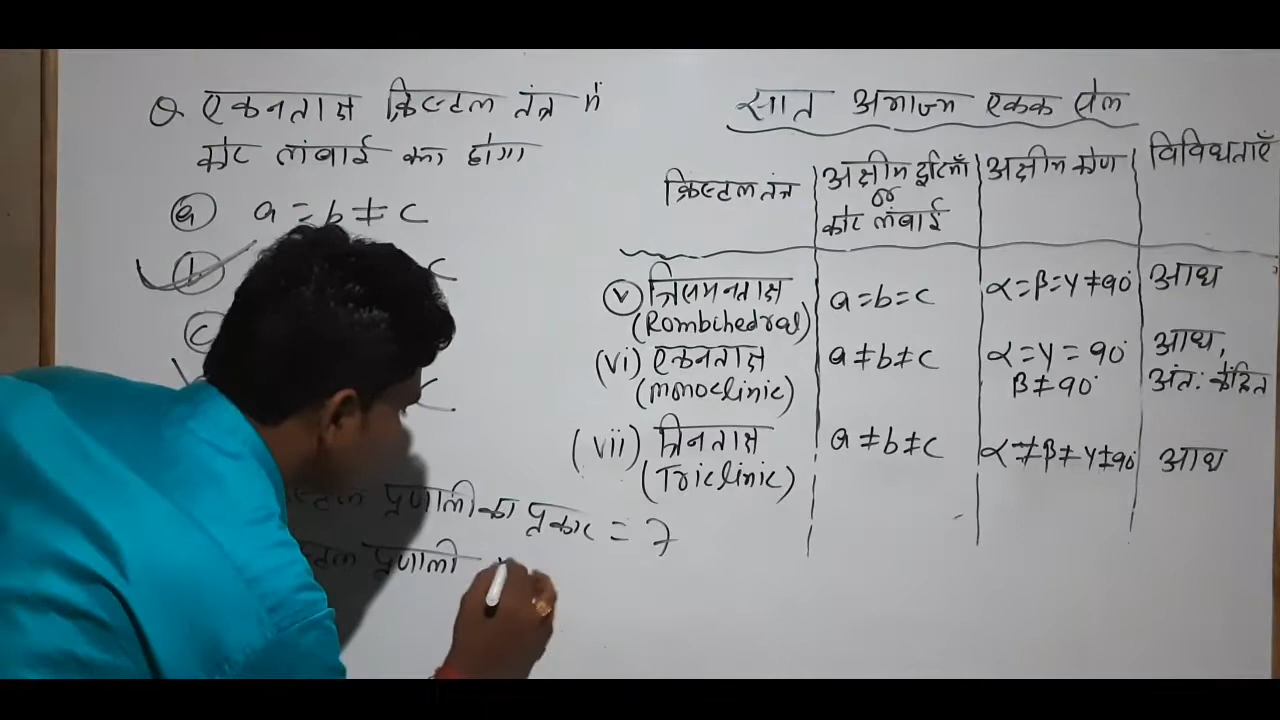 Q एकनताक्ष क्रिस्टल तंत्र में
कोर लंबाई का होगा
(a) a = b ≠ c
(b) c
(c)
c
प्रणाली का प्रकार = 7
प्रणाली
सात अभाज्य एकक सेल
क्रिस्टल तंत्र | अक्षीय दूरियाँ or कोर लंबाई | अक्षीय कोण | विविधताएँ
(v) त्रिसमनताक्ष (Rombihedral) | a = b = c | α = β = γ ≠ 90° | आद्य
(vi) एकनताक्ष (monoclinic) | a ≠ b ≠ c | α = γ = 90° β ≠ 90° | आद्य, अंतः केंद्रित
(vii) त्रिनताक्ष (Triclinic) | a ≠ b ≠ c | α ≠ β ≠ γ ≠ 90° | आद्य